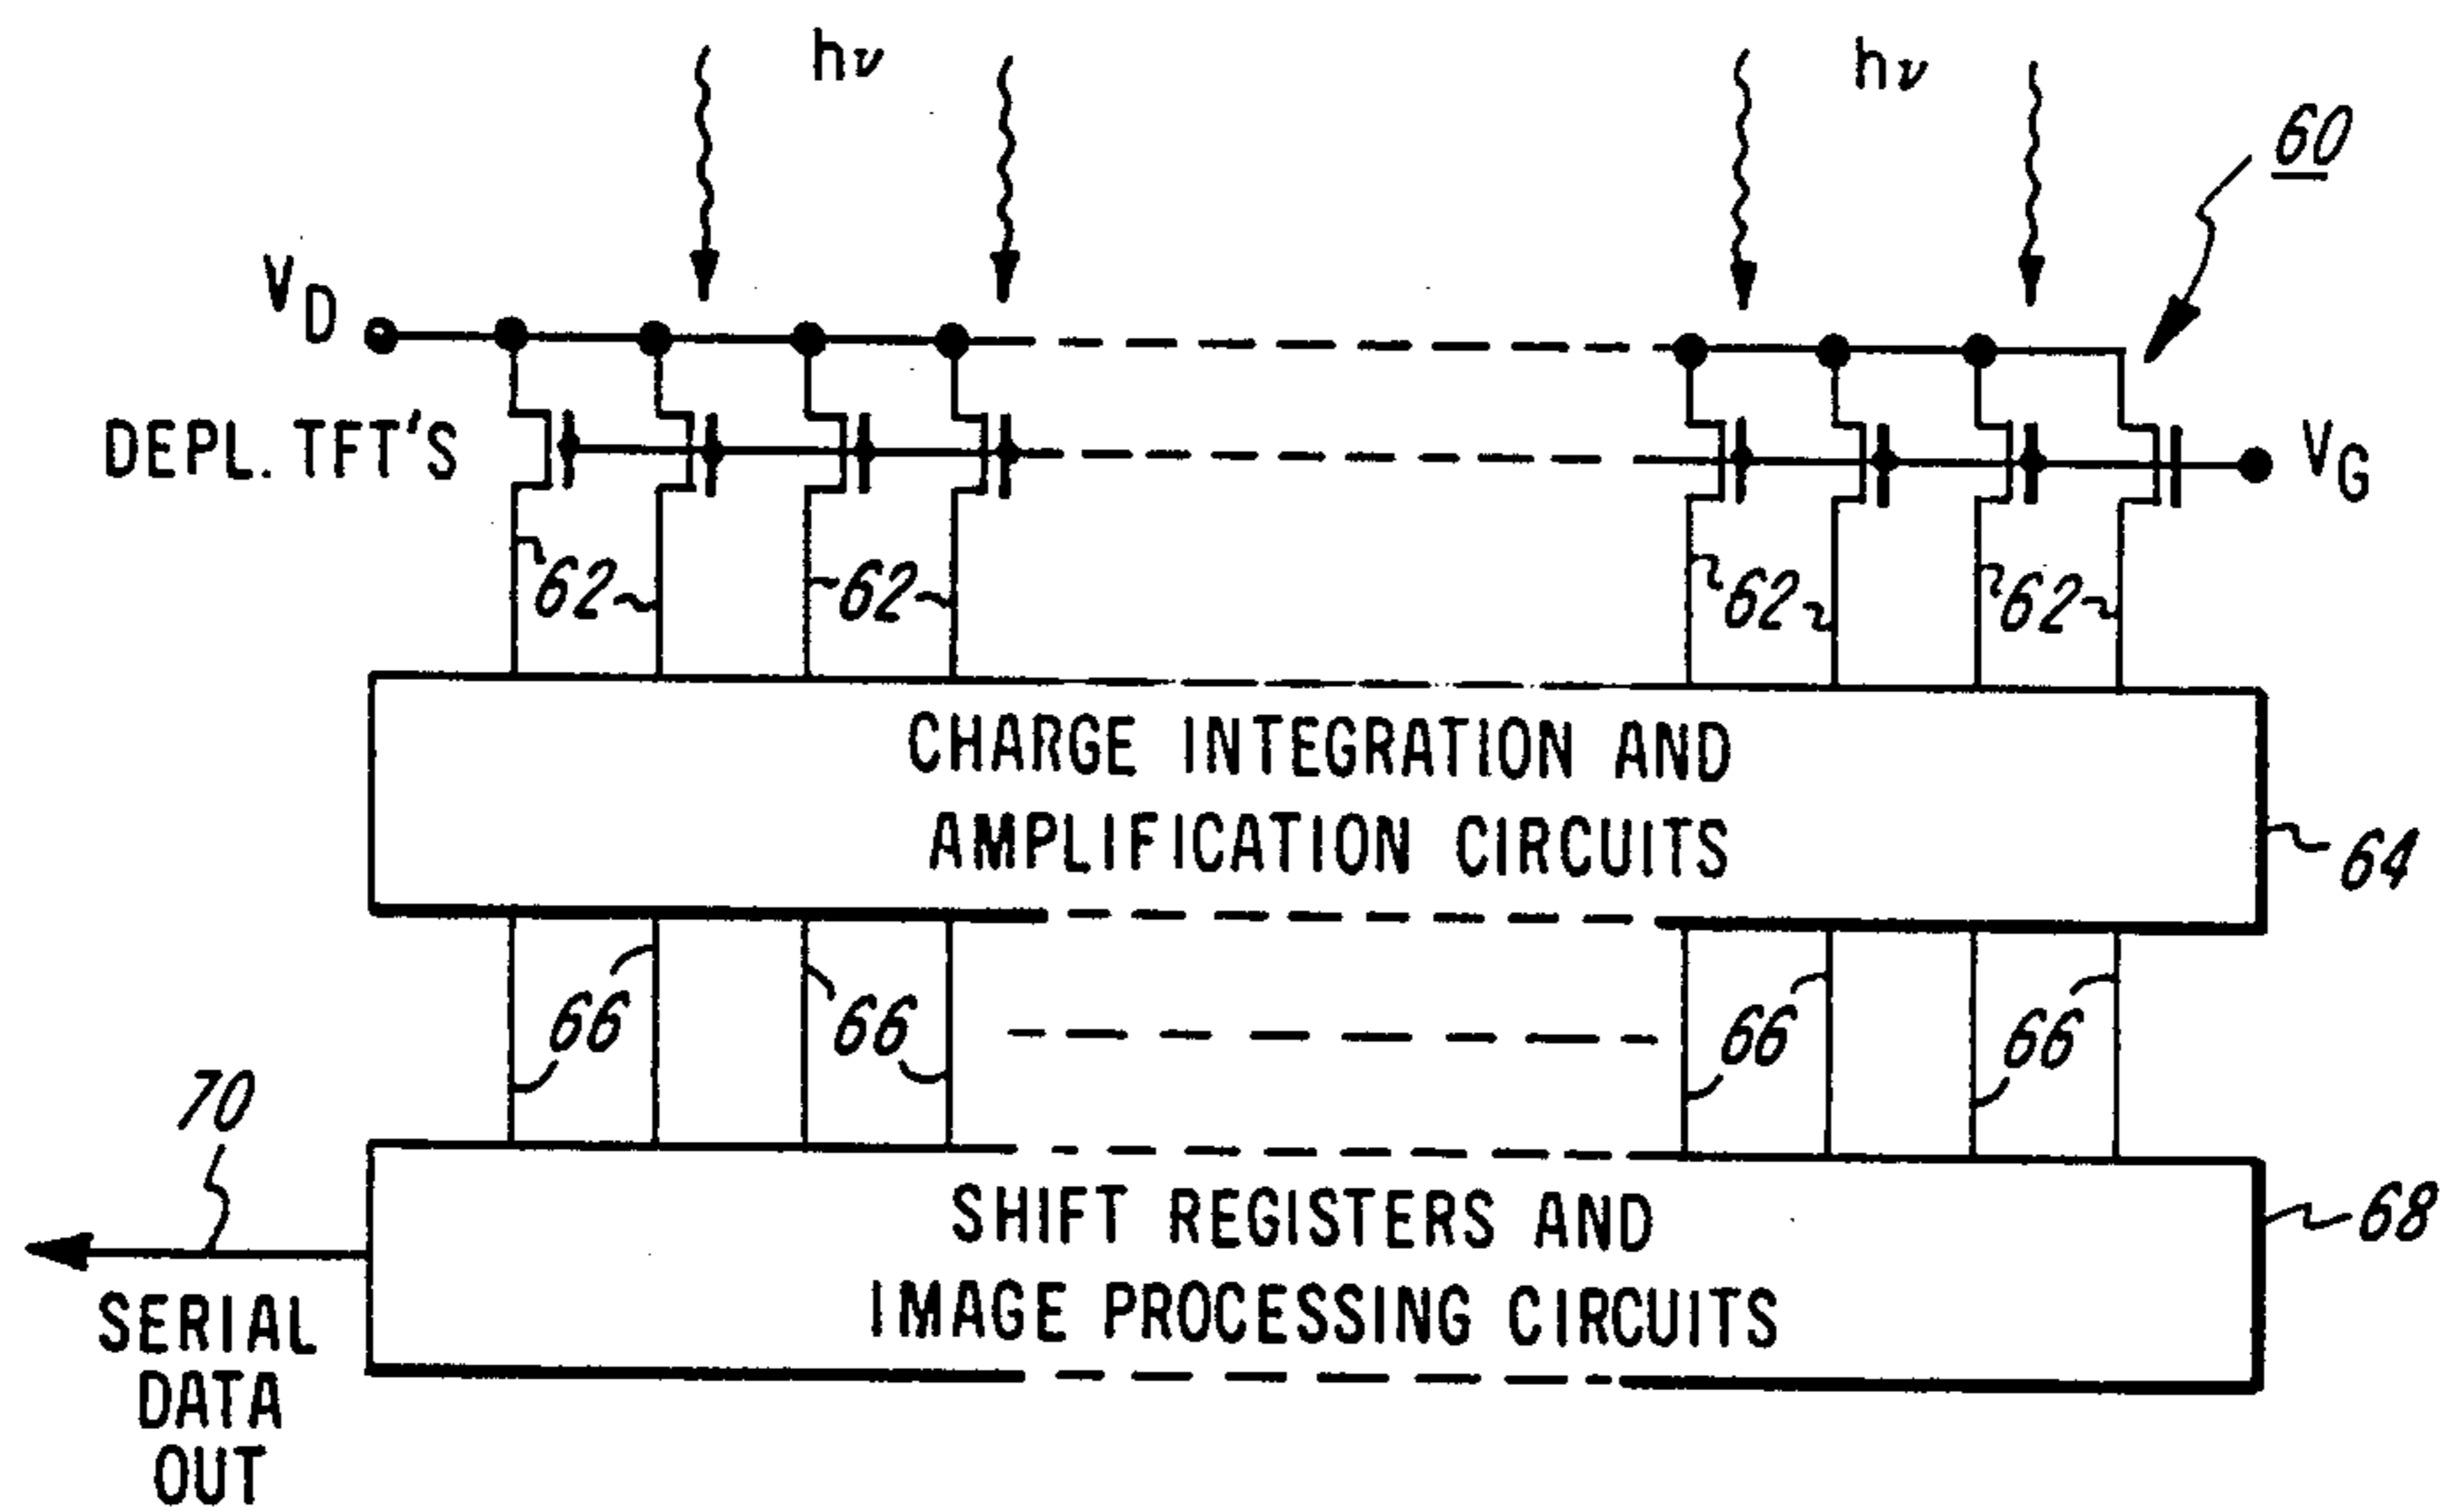 hν
hν
60
VD
DEPL. TFT'S
VG
62
62
62
62
CHARGE INTEGRATION AND
AMPLIFICATION CIRCUITS
64
66
66
66
66
70
SHIFT REGISTERS AND
IMAGE PROCESSING CIRCUITS
68
SERIAL
DATA
OUT